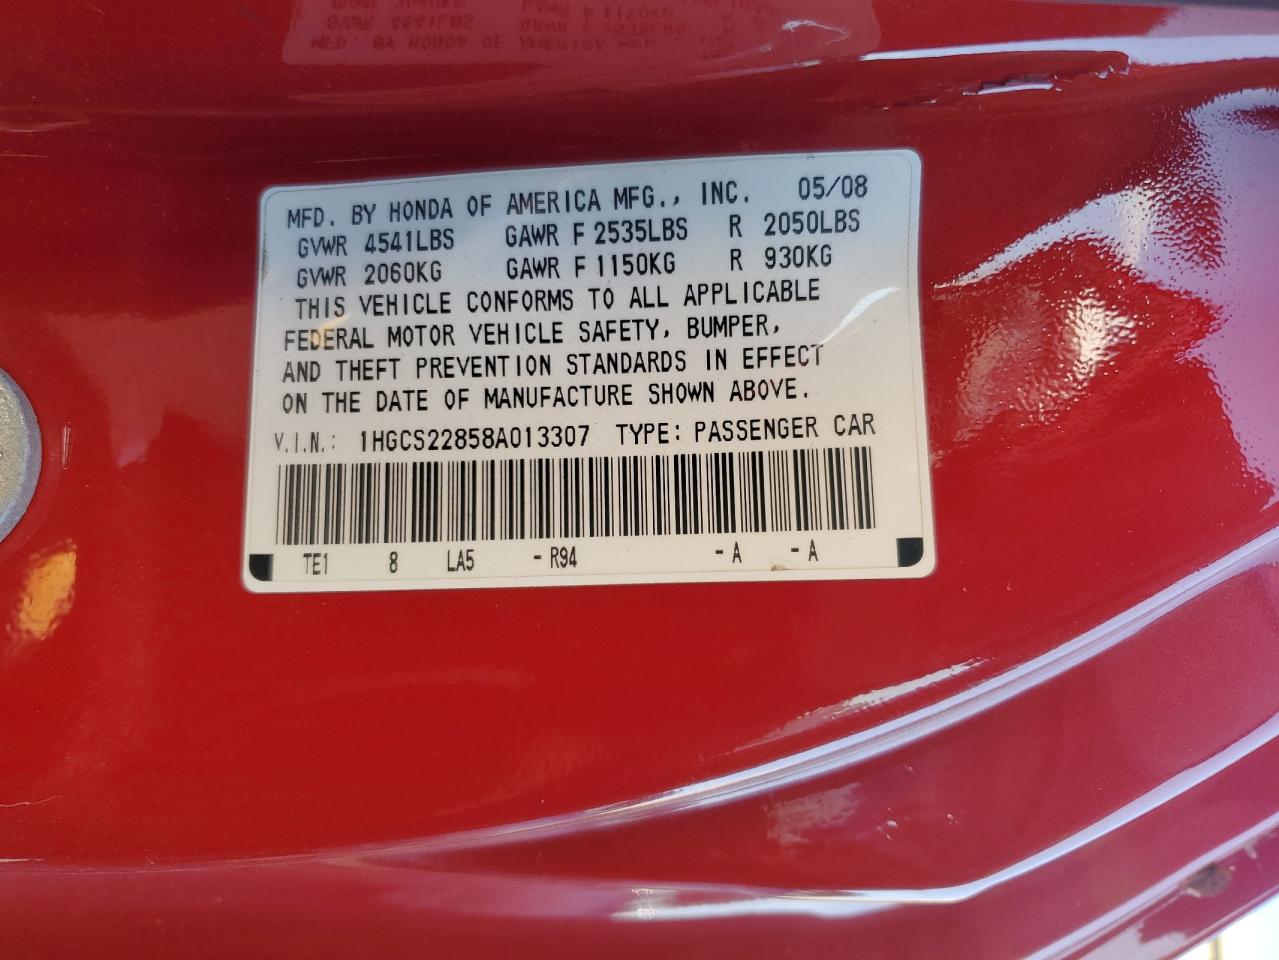 MFD. BY HONDA OF AMERICA MFG., INC. 05/08
GVWR 4541LBS GAWR F 2535LBS R 2050LBS
GVWR 2060KG GAWR F 1150KG R 930KG
THIS VEHICLE CONFORMS TO ALL APPLICABLE
FEDERAL MOTOR VEHICLE SAFETY, BUMPER,
AND THEFT PREVENTION STANDARDS IN EFFECT
ON THE DATE OF MANUFACTURE SHOWN ABOVE.
V.I.N.: 1HGCS22858A013307 TYPE: PASSENGER CAR
TE1 8 LA5 -R94 -A -A